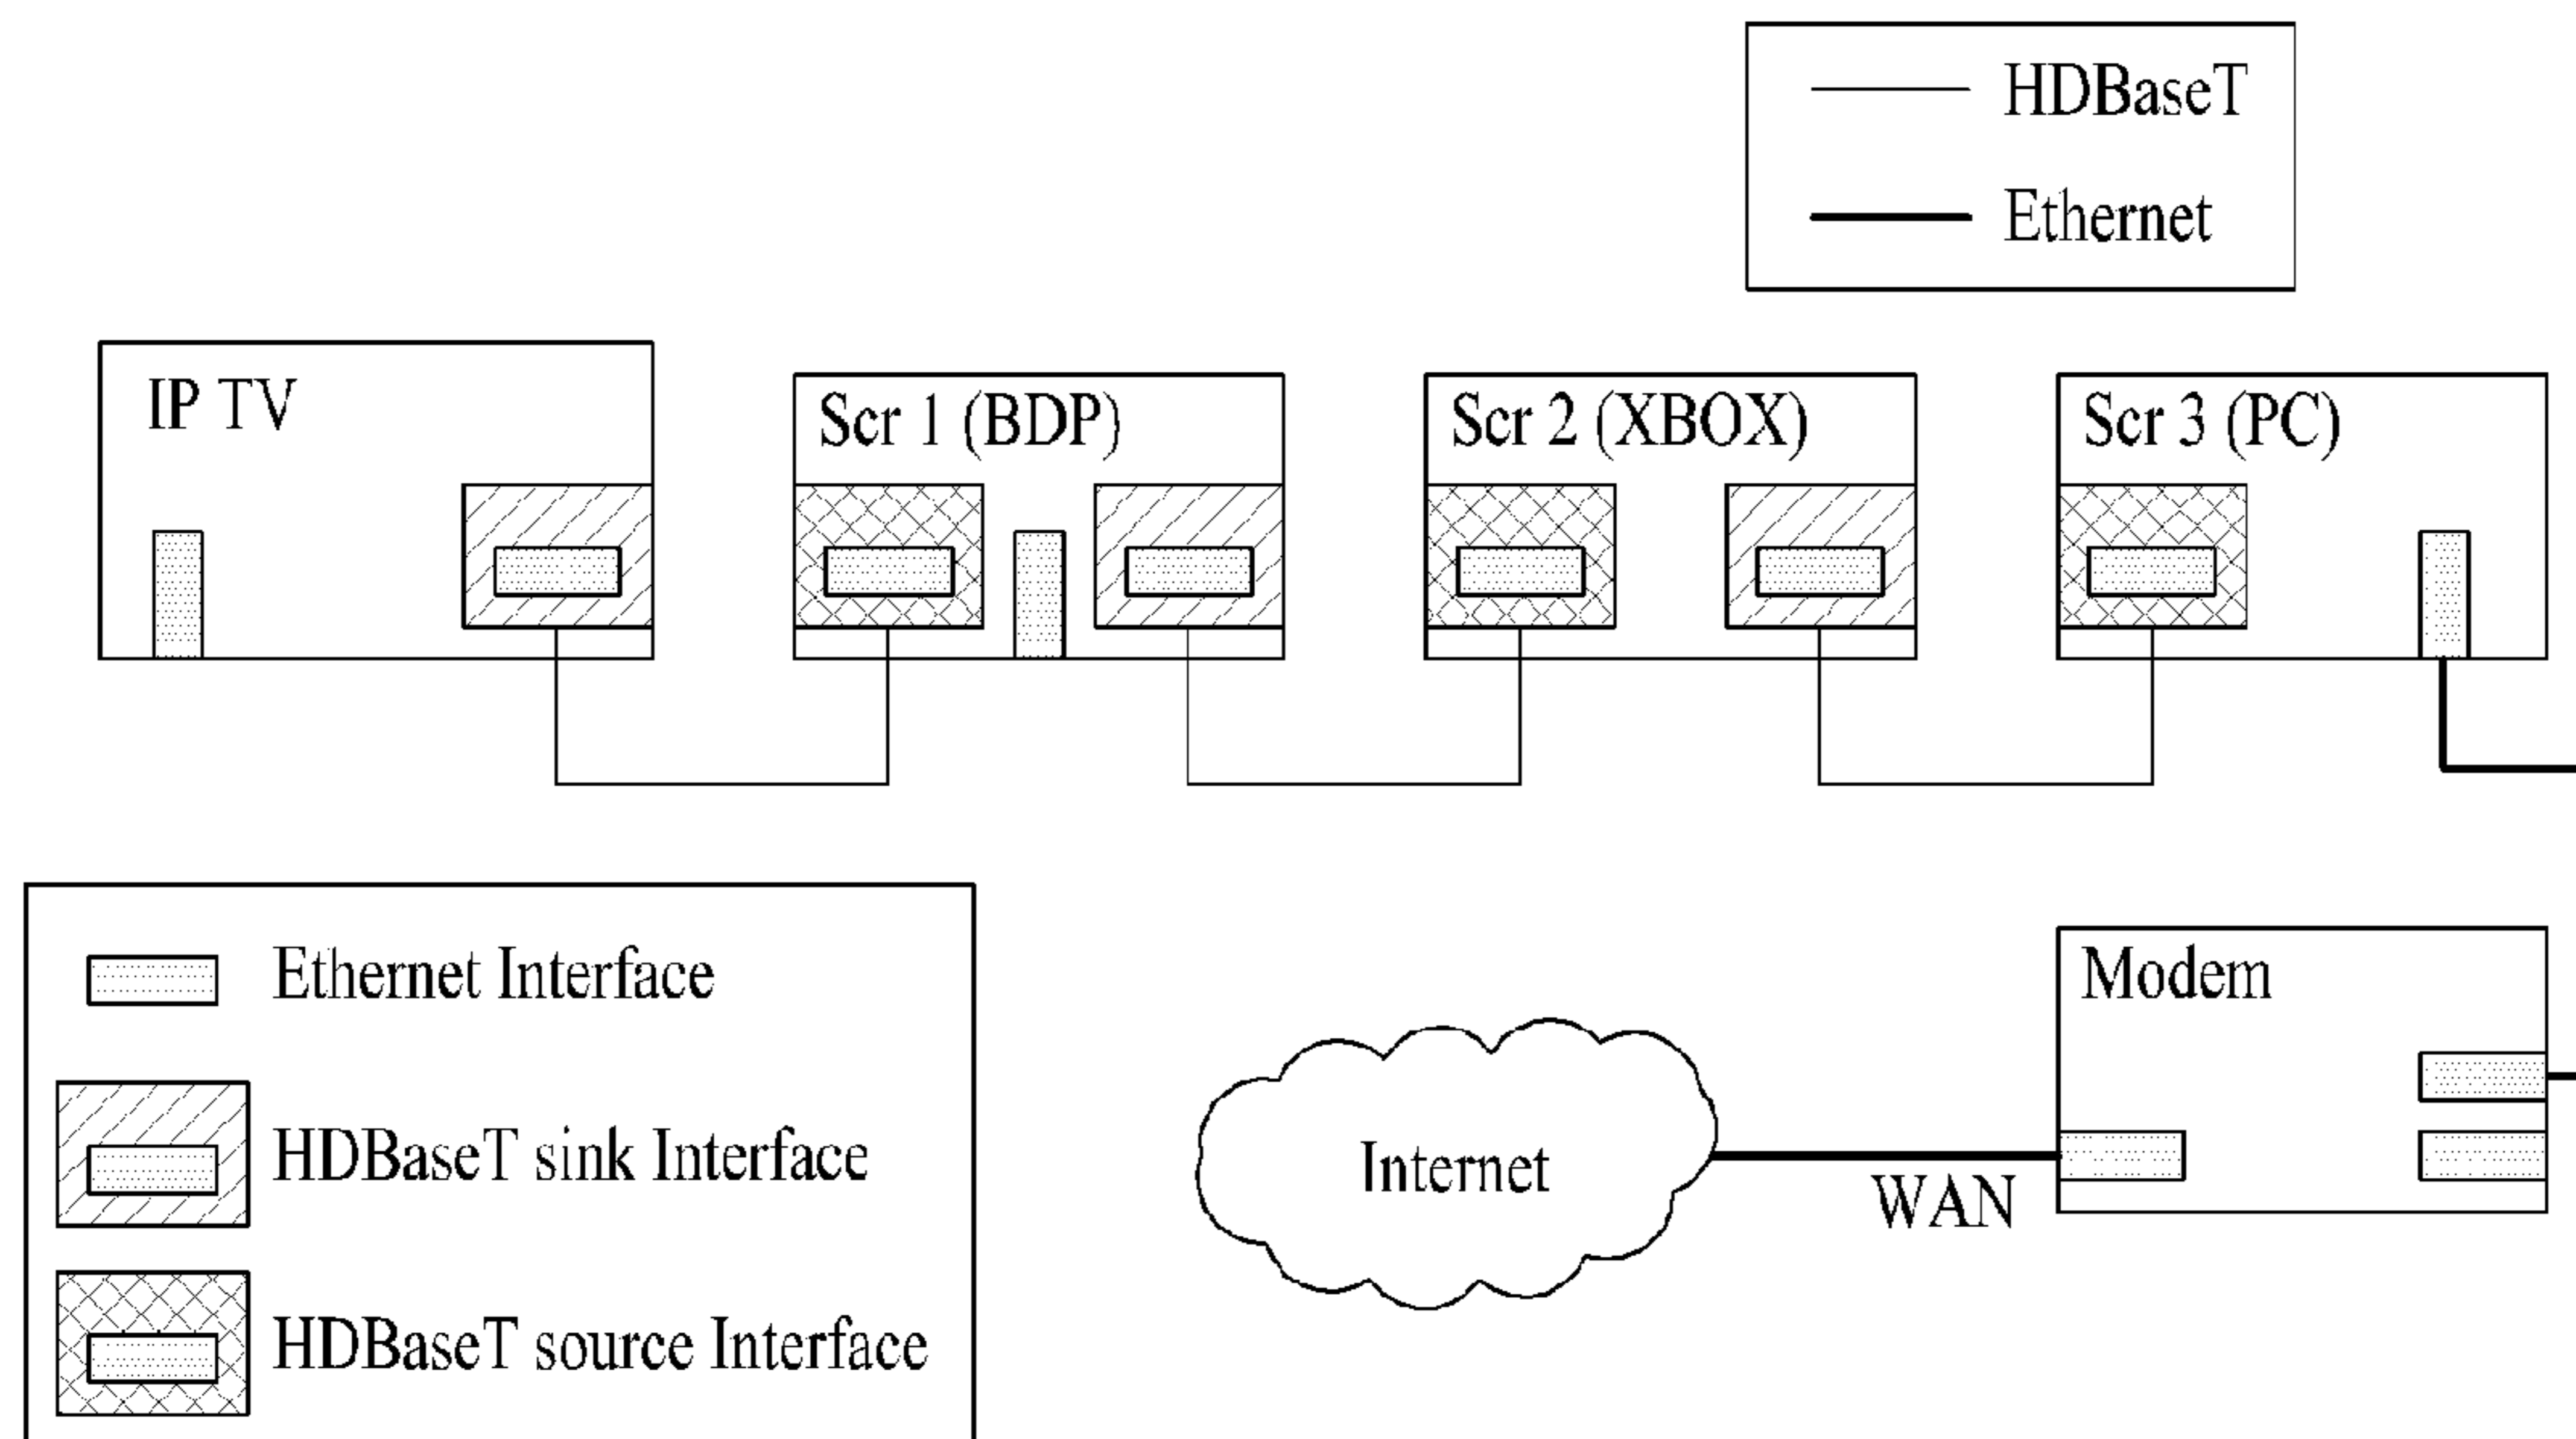 HDBaseT
Ethernet
IP TV
Scr 1 (BDP)
Scr 2 (XBOX)
Scr 3 (PC)
Ethernet Interface
HDBaseT sink Interface
HDBaseT source Interface
Internet
WAN
Modem